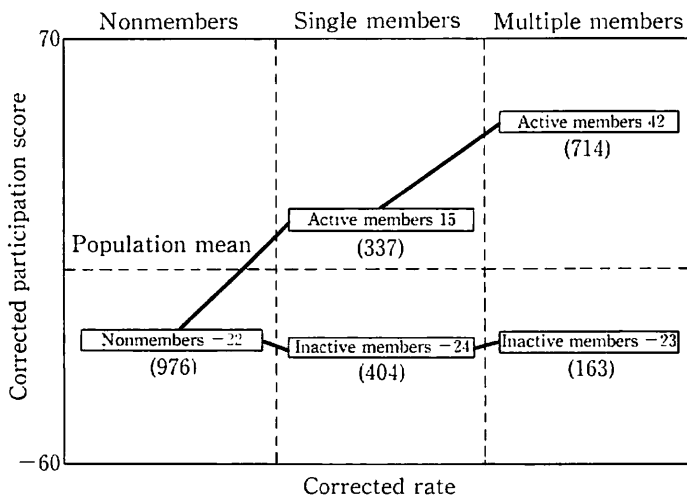 Nonmembers Single members Multiple members
70
Active members 42
(714)
Active members 15
(337)
Population mean
Nonmembers −22
(976)
Inactive members −24
(404)
Inactive members −23
(163)
−60
Corrected participation score
Corrected rate